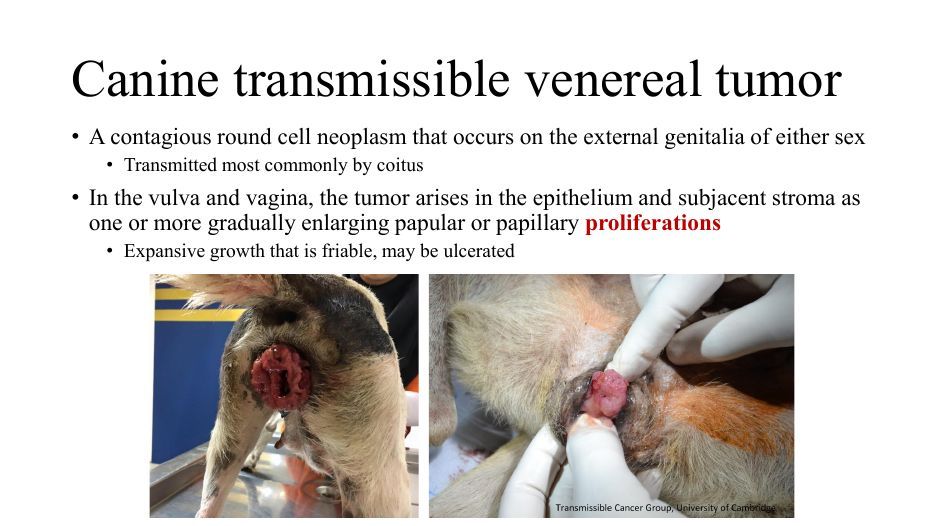 Canine transmissible venereal tumor
• A contagious round cell neoplasm that occurs on the external genitalia of either sex
• Transmitted most commonly by coitus
• In the vulva and vagina, the tumor arises in the epithelium and subjacent stroma as
one or more gradually enlarging papular or papillary proliferations
• Expansive growth that is friable, may be ulcerated
Transmissible Cancer Group, University of Cambridge